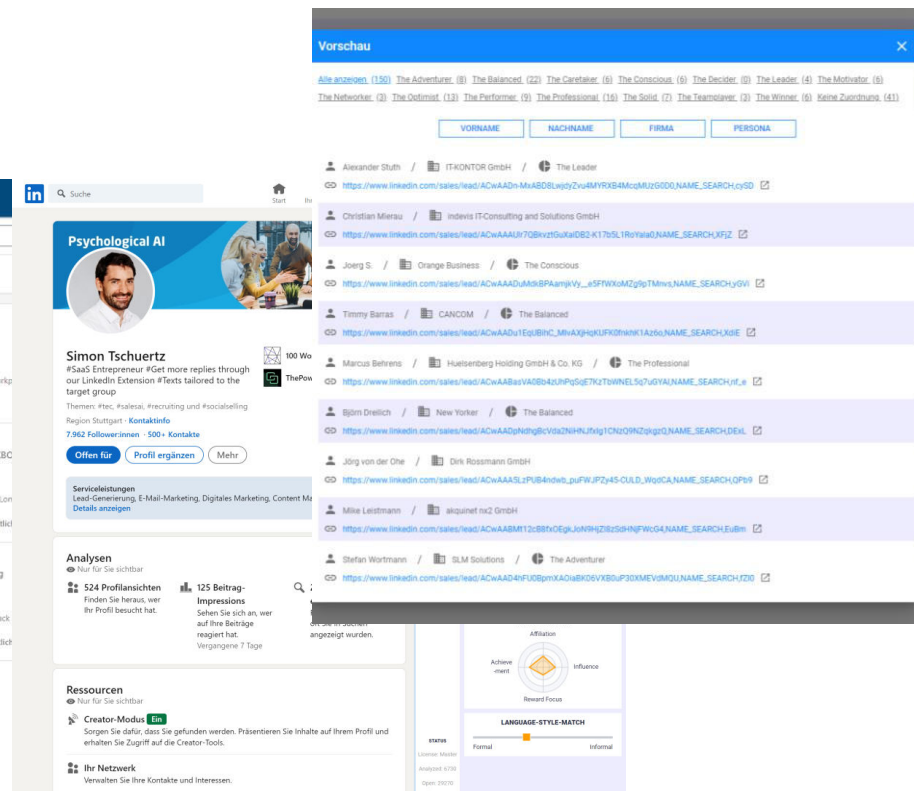 Vorschau
Alle anzeigen (150) The Adventurer (8) The Balanced (22) The Caretaker (6) The Conscious (6) The Decider (0) The Leader (4) The Motivator (6)
The Networker (3) The Optimist (13) The Performer (9) The Professional (16) The Solid (7) The Teamplayer (3) The Winner (6) Keine Zuordnung (41)
VORNAME NACHNAME FIRMA PERSONA
Alexander Stuth / IT-KONTOR GmbH / The Leader
Christian Mierau / indevis IT-Consulting and Solutions GmbH
Joerg S. / Orange Business / The Conscious
Timmy Barras / CANCOM / The Balanced
Marcus Behrens / Huelsenberg Holding GmbH & Co. KG / The Professional
Björn Dreilich / New Yorker / The Balanced
Jörg von der Ohe / Dirk Rossmann GmbH
Mike Leistmann / akquinet nx2 GmbH
Stefan Wortmann / SLM Solutions / The Adventurer
in Suche
Start
Psychological AI
Simon Tschuertz
#SaaS Entrepreneur #Get more replies through
our LinkedIn Extension #Texts tailored to the
target group
Themen: #tec, #salesai, #recruiting und #socialselling
Region Stuttgart · Kontaktinfo
7.962 Follower:innen · 500+ Kontakte
100 Wo
ThePow
Offen für Profil ergänzen Mehr
Serviceleistungen
Lead-Generierung, E-Mail-Marketing, Digitales Marketing, Content Ma
Details anzeigen
Analysen
Nur für Sie sichtbar
524 Profilansichten
Finden Sie heraus, wer
Ihr Profil besucht hat.
125 Beitrag-
Impressions
Sehen Sie sich an, wer
auf Ihre Beiträge
reagiert hat.
Vergangene 7 Tage
angezeigt wurden.
Ressourcen
Nur für Sie sichtbar
Creator-Modus Ein
Sorgen Sie dafür, dass Sie gefunden werden. Präsentieren Sie Inhalte auf Ihrem Profil und
erhalten Sie Zugriff auf die Creator-Tools.
Ihr Netzwerk
Verwalten Sie Ihre Kontakte und Interessen.
Affiliation
Achieve
-ment
Influence
Reward Focus
LANGUAGE-STYLE-MATCH
Formal Informal
STATUS
License: Master
Analyzed: 6730
Open: 29270